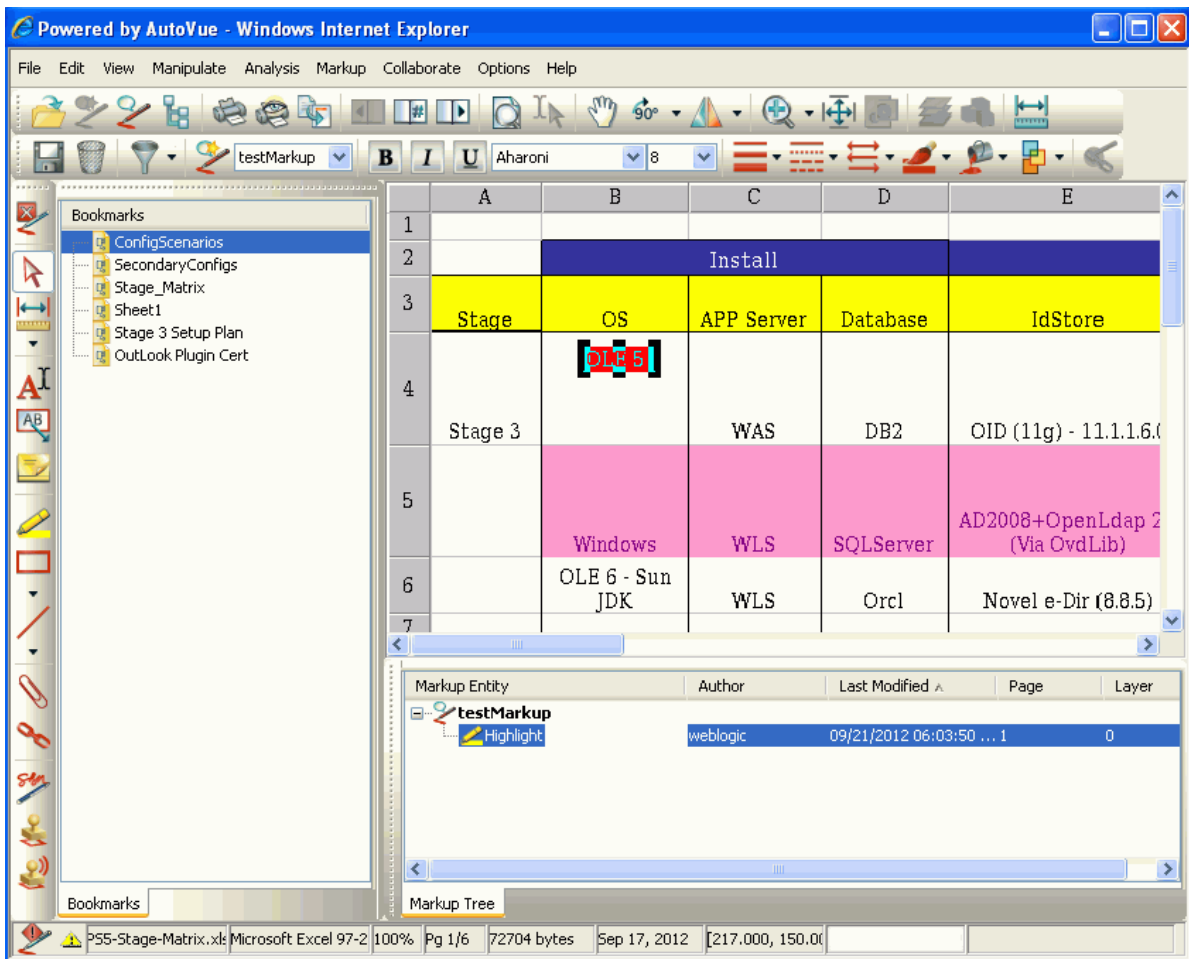 Powered by AutoVue - Windows Internet Explorer
File Edit View Manipulate Analysis Markup Collaborate Options Help
# 90°
testMarkup B I U Aharoni 8
Bookmarks
ConfigScenarios
SecondaryConfigs
Stage_Matrix
Sheet1
Stage 3 Setup Plan
OutLook Plugin Cert
A B C D E
1
2 Install
3 Stage OS APP Server Database IdStore
OLE 5
4 Stage 3 WAS DB2 OID (11g) - 11.1.1.6.0
5 Windows WLS SQLServer AD2008+OpenLdap 2
(Via OvdLib)
6 OLE 6 - Sun
JDK WLS Orcl Novel e-Dir (8.8.5)
7
A
AB
Markup Entity Author Last Modified Page Layer
testMarkup
Highlight weblogic 09/21/2012 06:03:50 ... 1 0
Bookmarks
Markup Tree
PS5-Stage-Matrix.xls Microsoft Excel 97-2 100% Pg 1/6 72704 bytes Sep 17, 2012 [217.000, 150.00